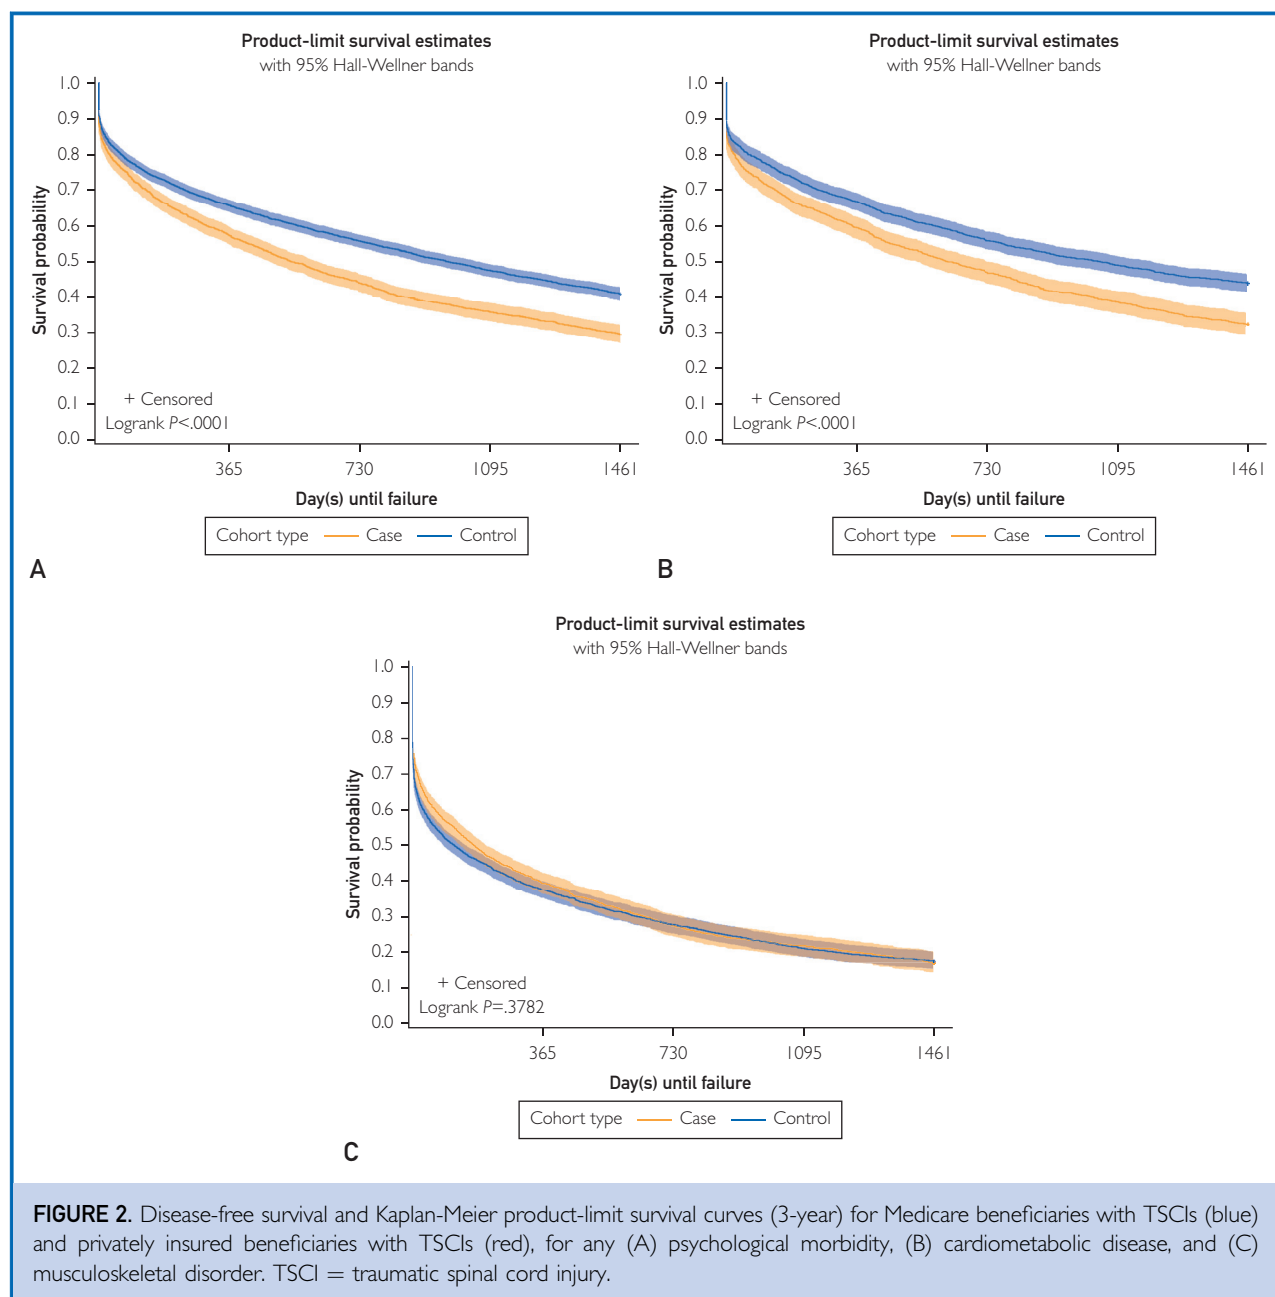 Product-limit survival estimates
with 95% Hall-Wellner bands
1.0
0.9
0.8
0.7
0.6
0.5
0.4
0.3
0.2
0.1
0.0
Survival probability
+ Censored
Logrank P<.0001
365
730
1095
1461
Day(s) until failure
Cohort type Case Control
A
Product-limit survival estimates
with 95% Hall-Wellner bands
1.0
0.9
0.8
0.7
0.6
0.5
0.4
0.3
0.2
0.1
0.0
Survival probability
+ Censored
Logrank P<.0001
365
730
1095
1461
Day(s) until failure
Cohort type Case Control
B
Product-limit survival estimates
with 95% Hall-Wellner bands
1.0
0.9
0.8
0.7
0.6
0.5
0.4
0.3
0.2
0.1
0.0
Survival probability
+ Censored
Logrank P=.3782
365
730
1095
1461
Day(s) until failure
Cohort type Case Control
C
FIGURE 2. Disease-free survival and Kaplan-Meier product-limit survival curves (3-year) for Medicare beneficiaries with TSCIs (blue)
and privately insured beneficiaries with TSCIs (red), for any (A) psychological morbidity, (B) cardiometabolic disease, and (C)
musculoskeletal disorder. TSCI = traumatic spinal cord injury.